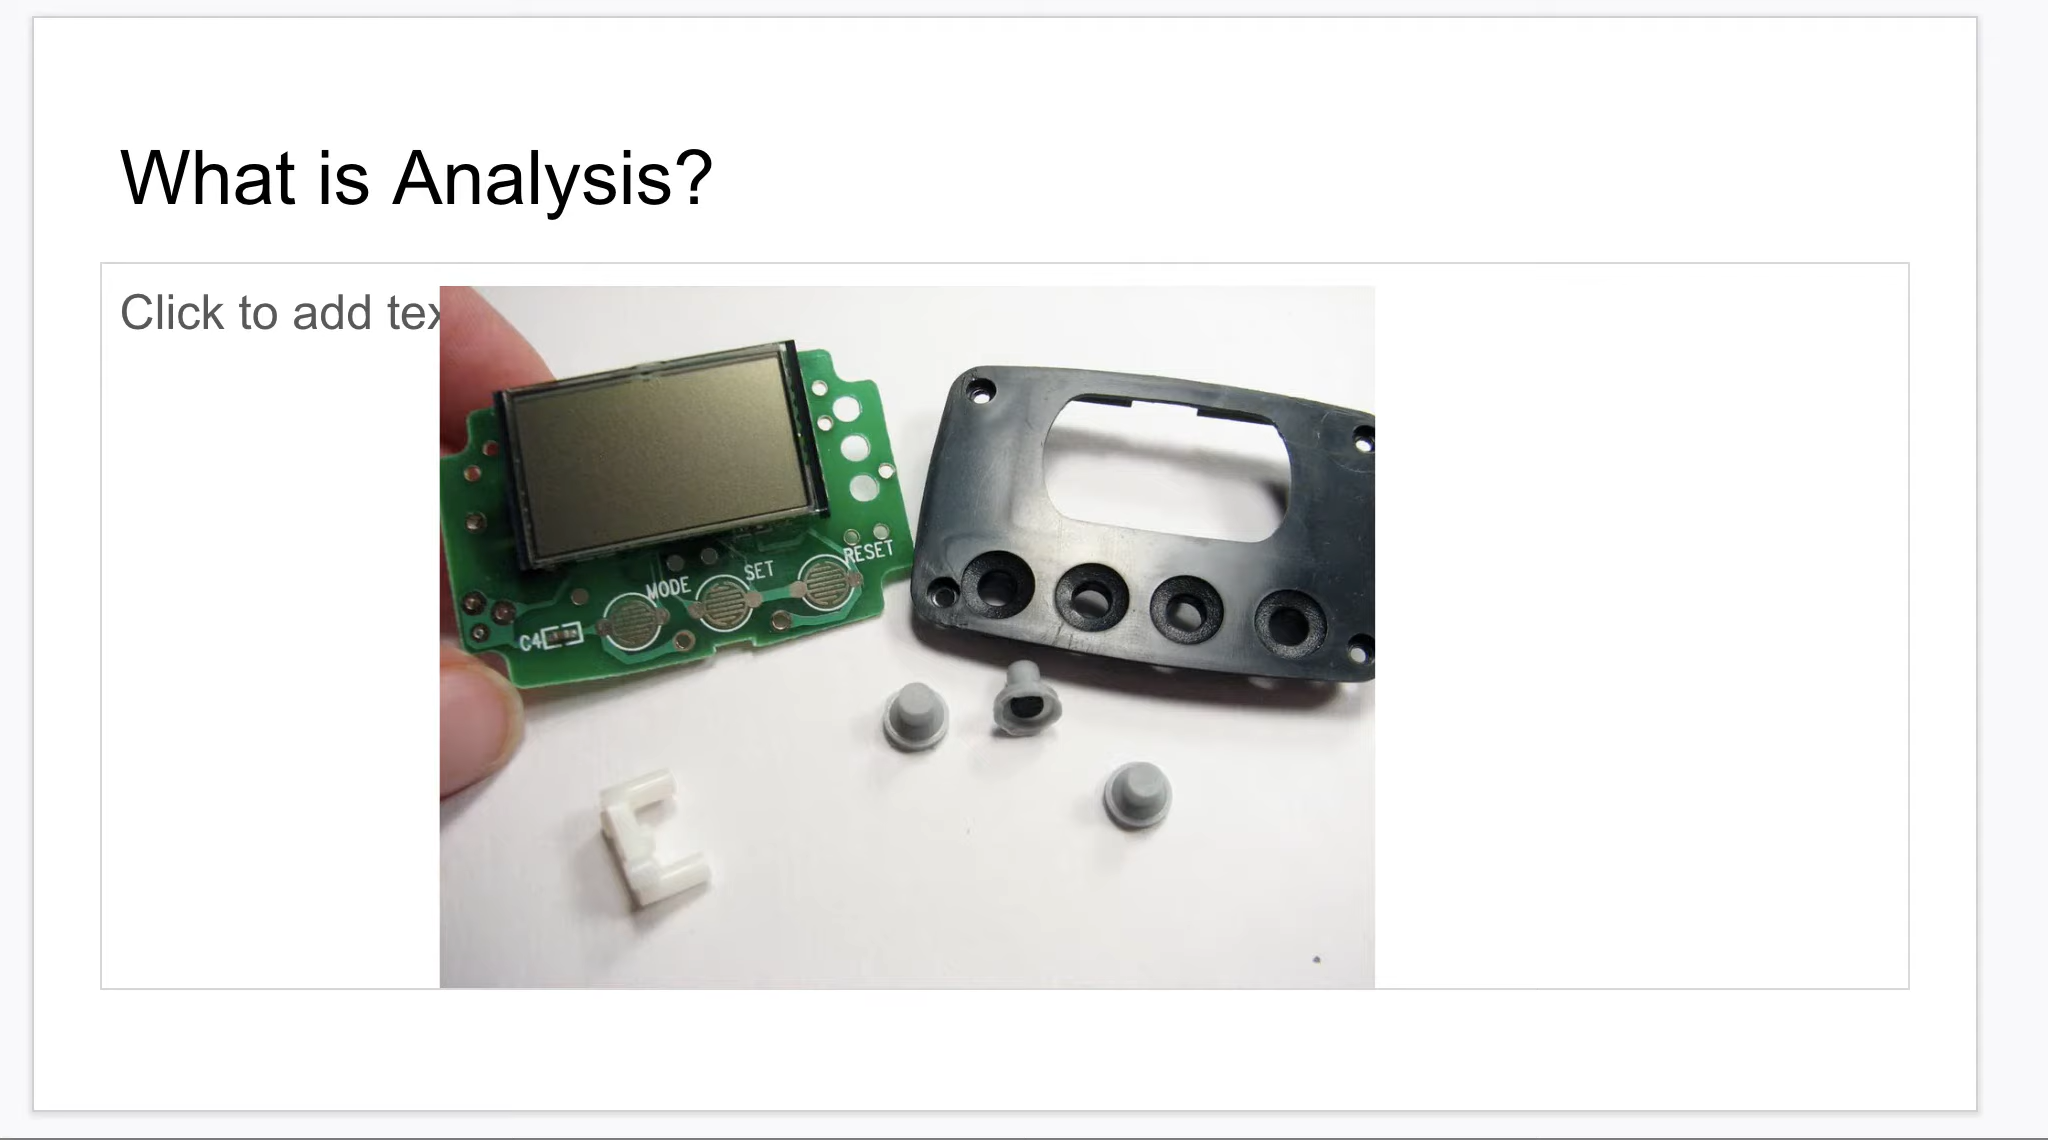 What is Analysis?
Click to add tex
RESET
SET
MODE
C4